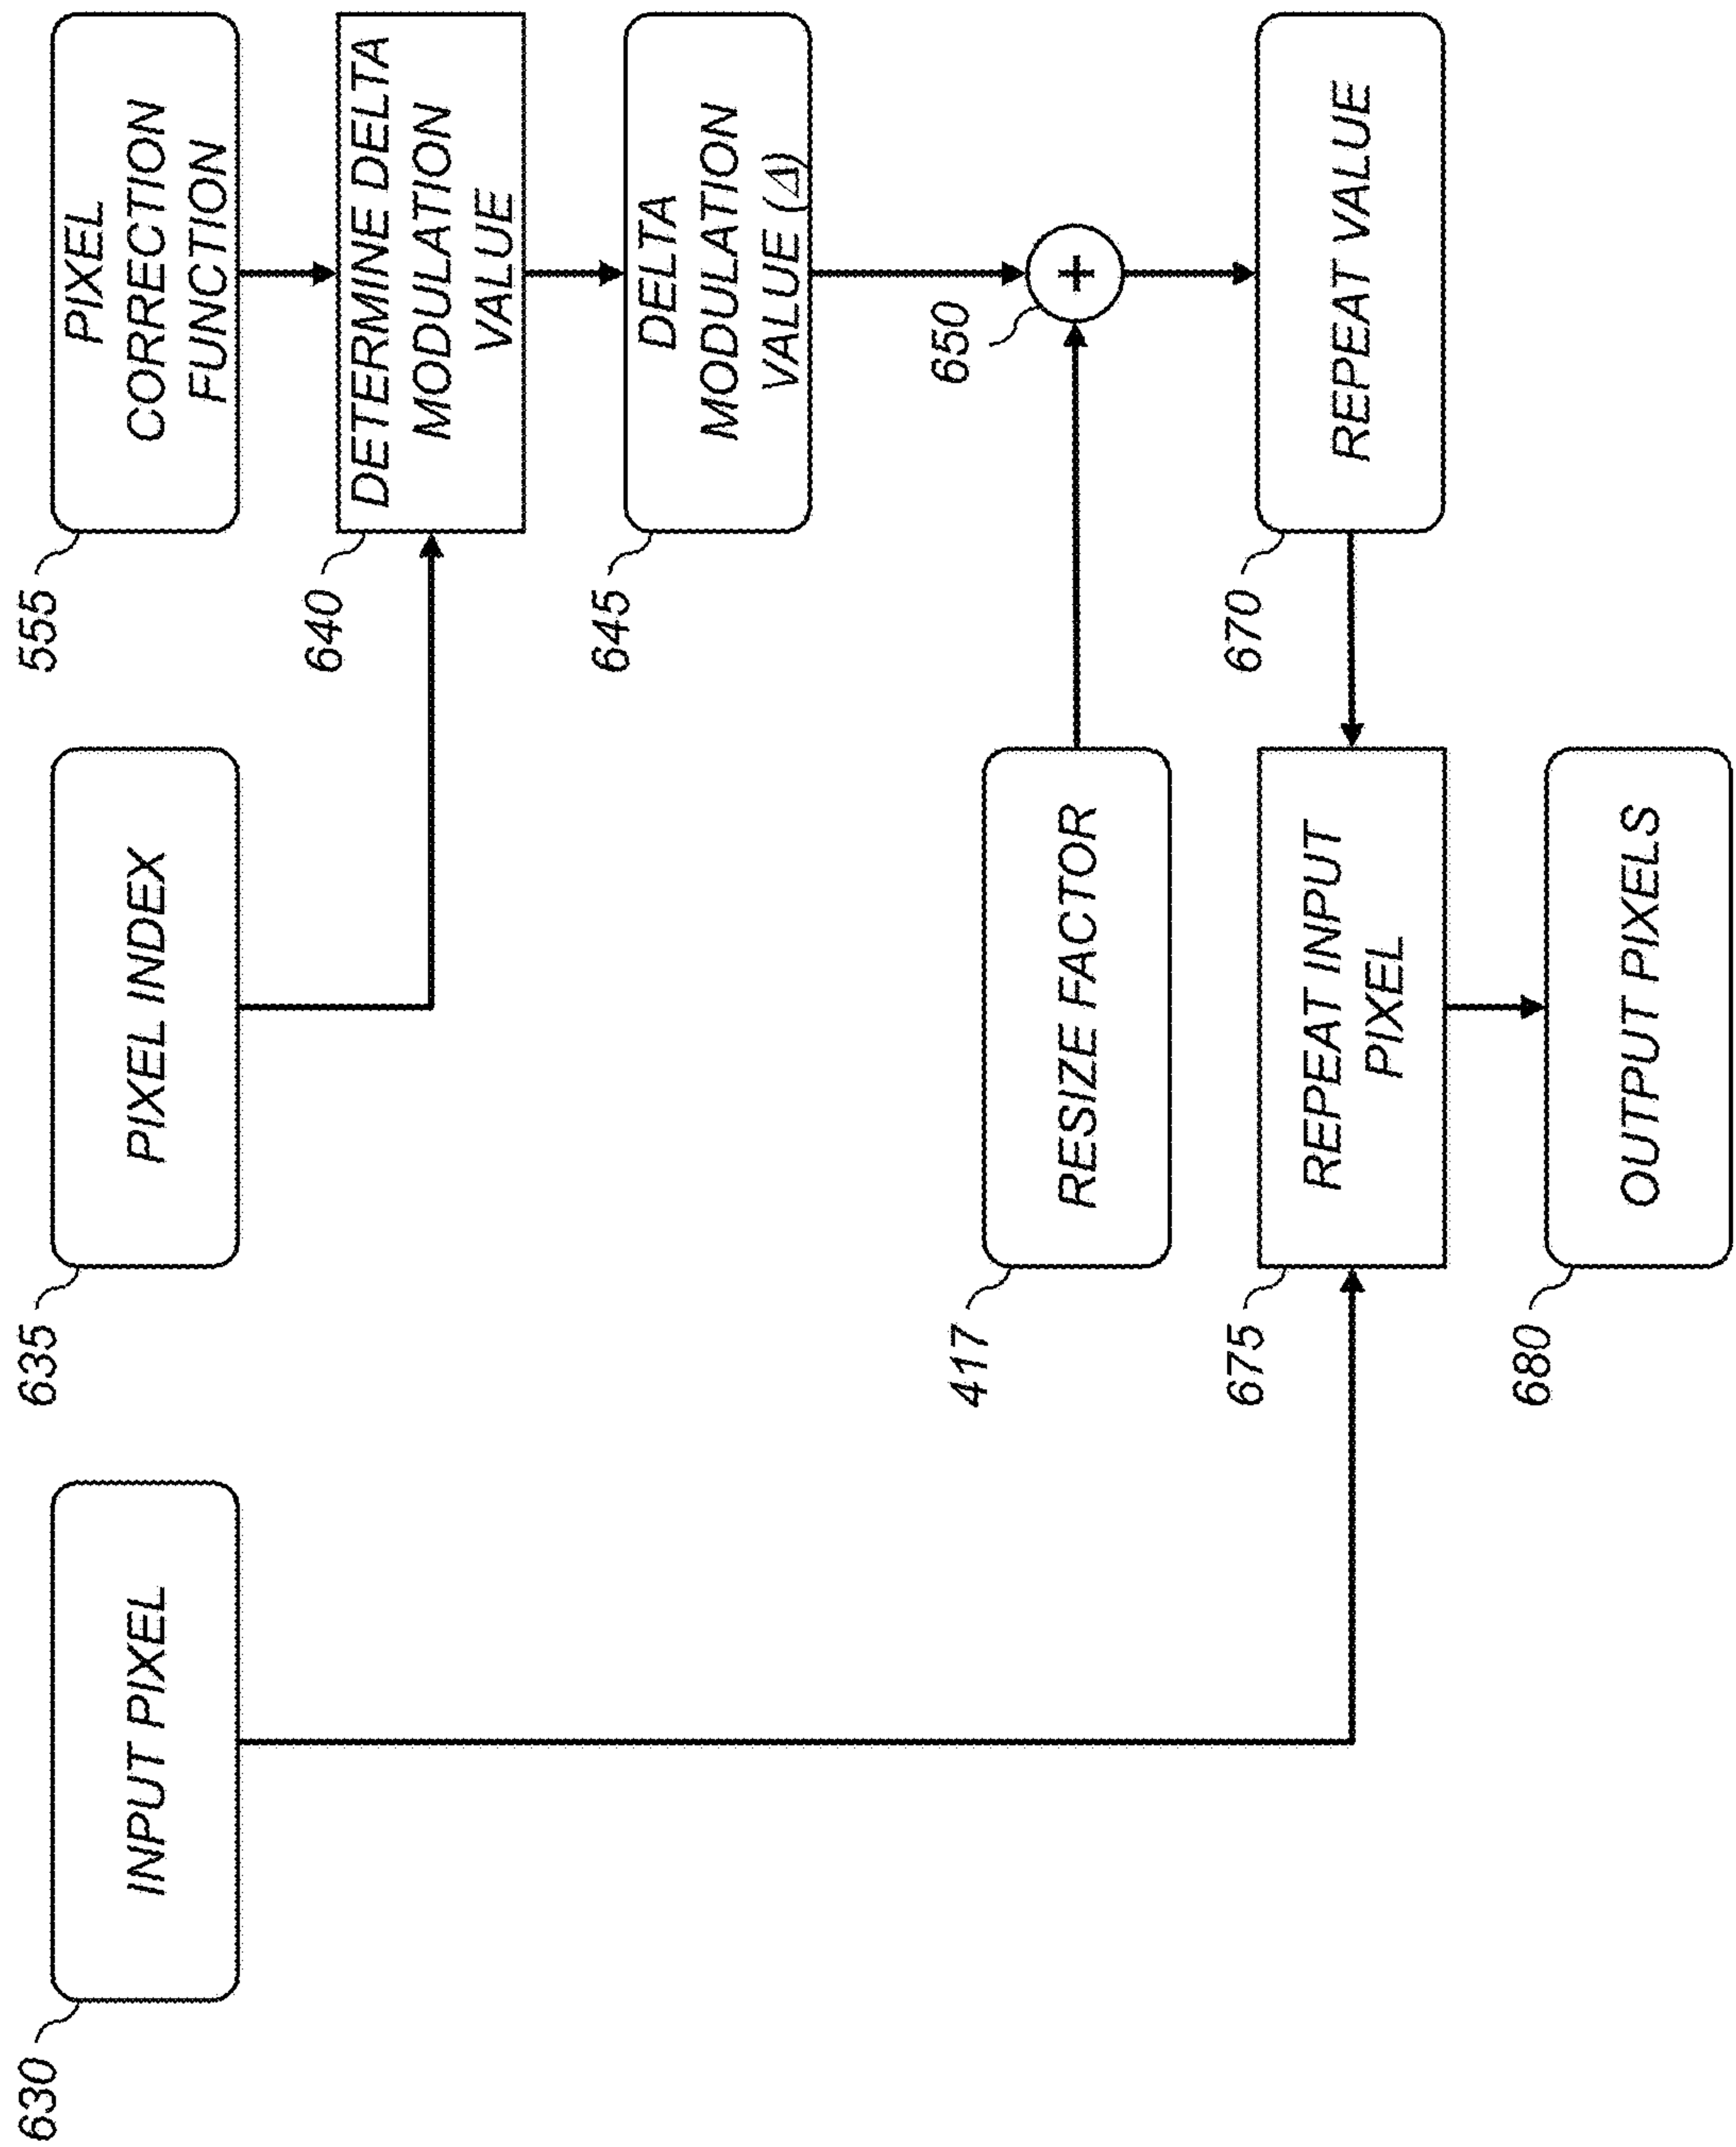 630
INPUT PIXEL
635
PIXEL INDEX
555
PIXEL
CORRECTION
FUNCTION
640
DETERMINE DELTA
MODULATION
VALUE
645
DELTA
MODULATION
VALUE (Δ)
417
RESIZE FACTOR
650
+
675
REPEAT INPUT
PIXEL
670
REPEAT VALUE
680
OUTPUT PIXELS